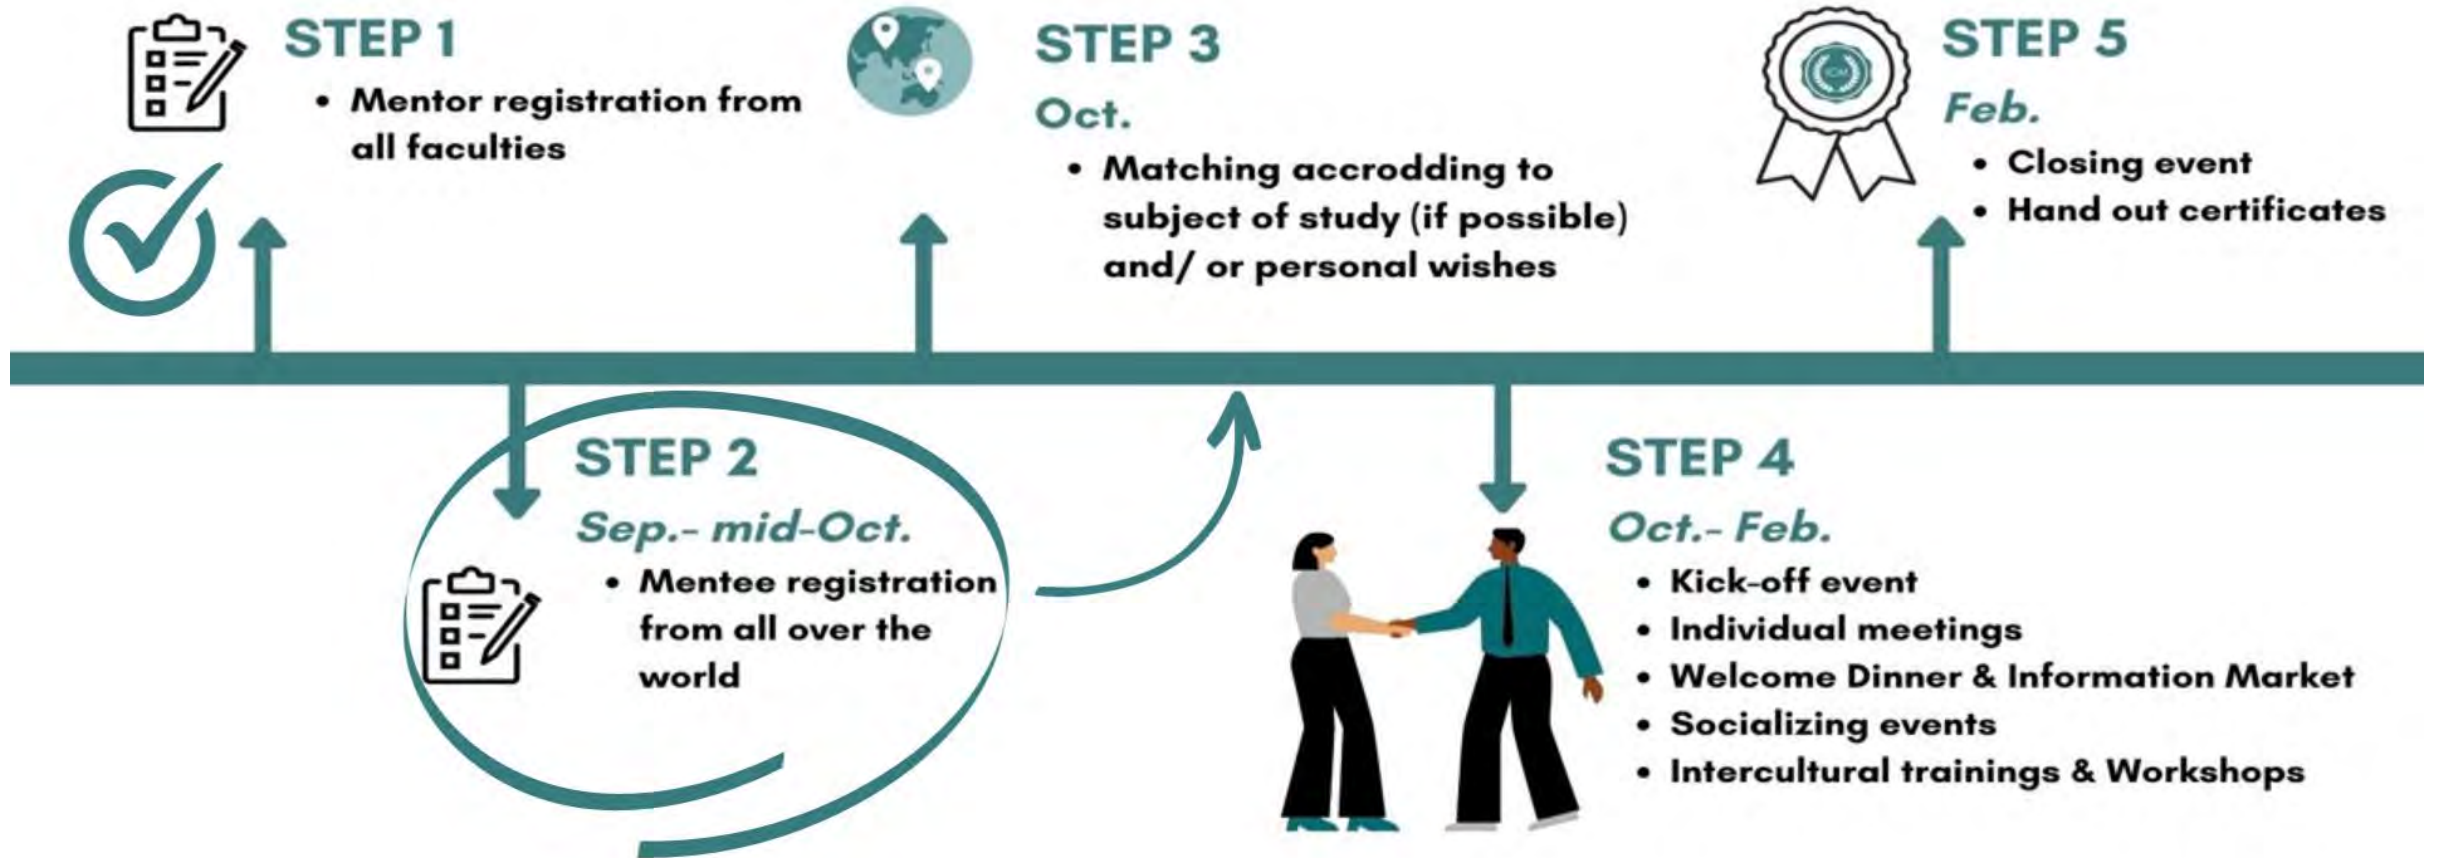 STEP 1
• Mentor registration from
all faculties
STEP 2
Sep.- mid-Oct.
• Mentee registration
from all over the
world
STEP 3
Oct.
• Matching accrodding to
subject of study (if possible)
and/ or personal wishes
STEP 4
Oct.- Feb.
• Kick-off event
• Individual meetings
• Welcome Dinner & Information Market
• Socializing events
• Intercultural trainings & Workshops
STEP 5
Feb.
• Closing event
• Hand out certificates